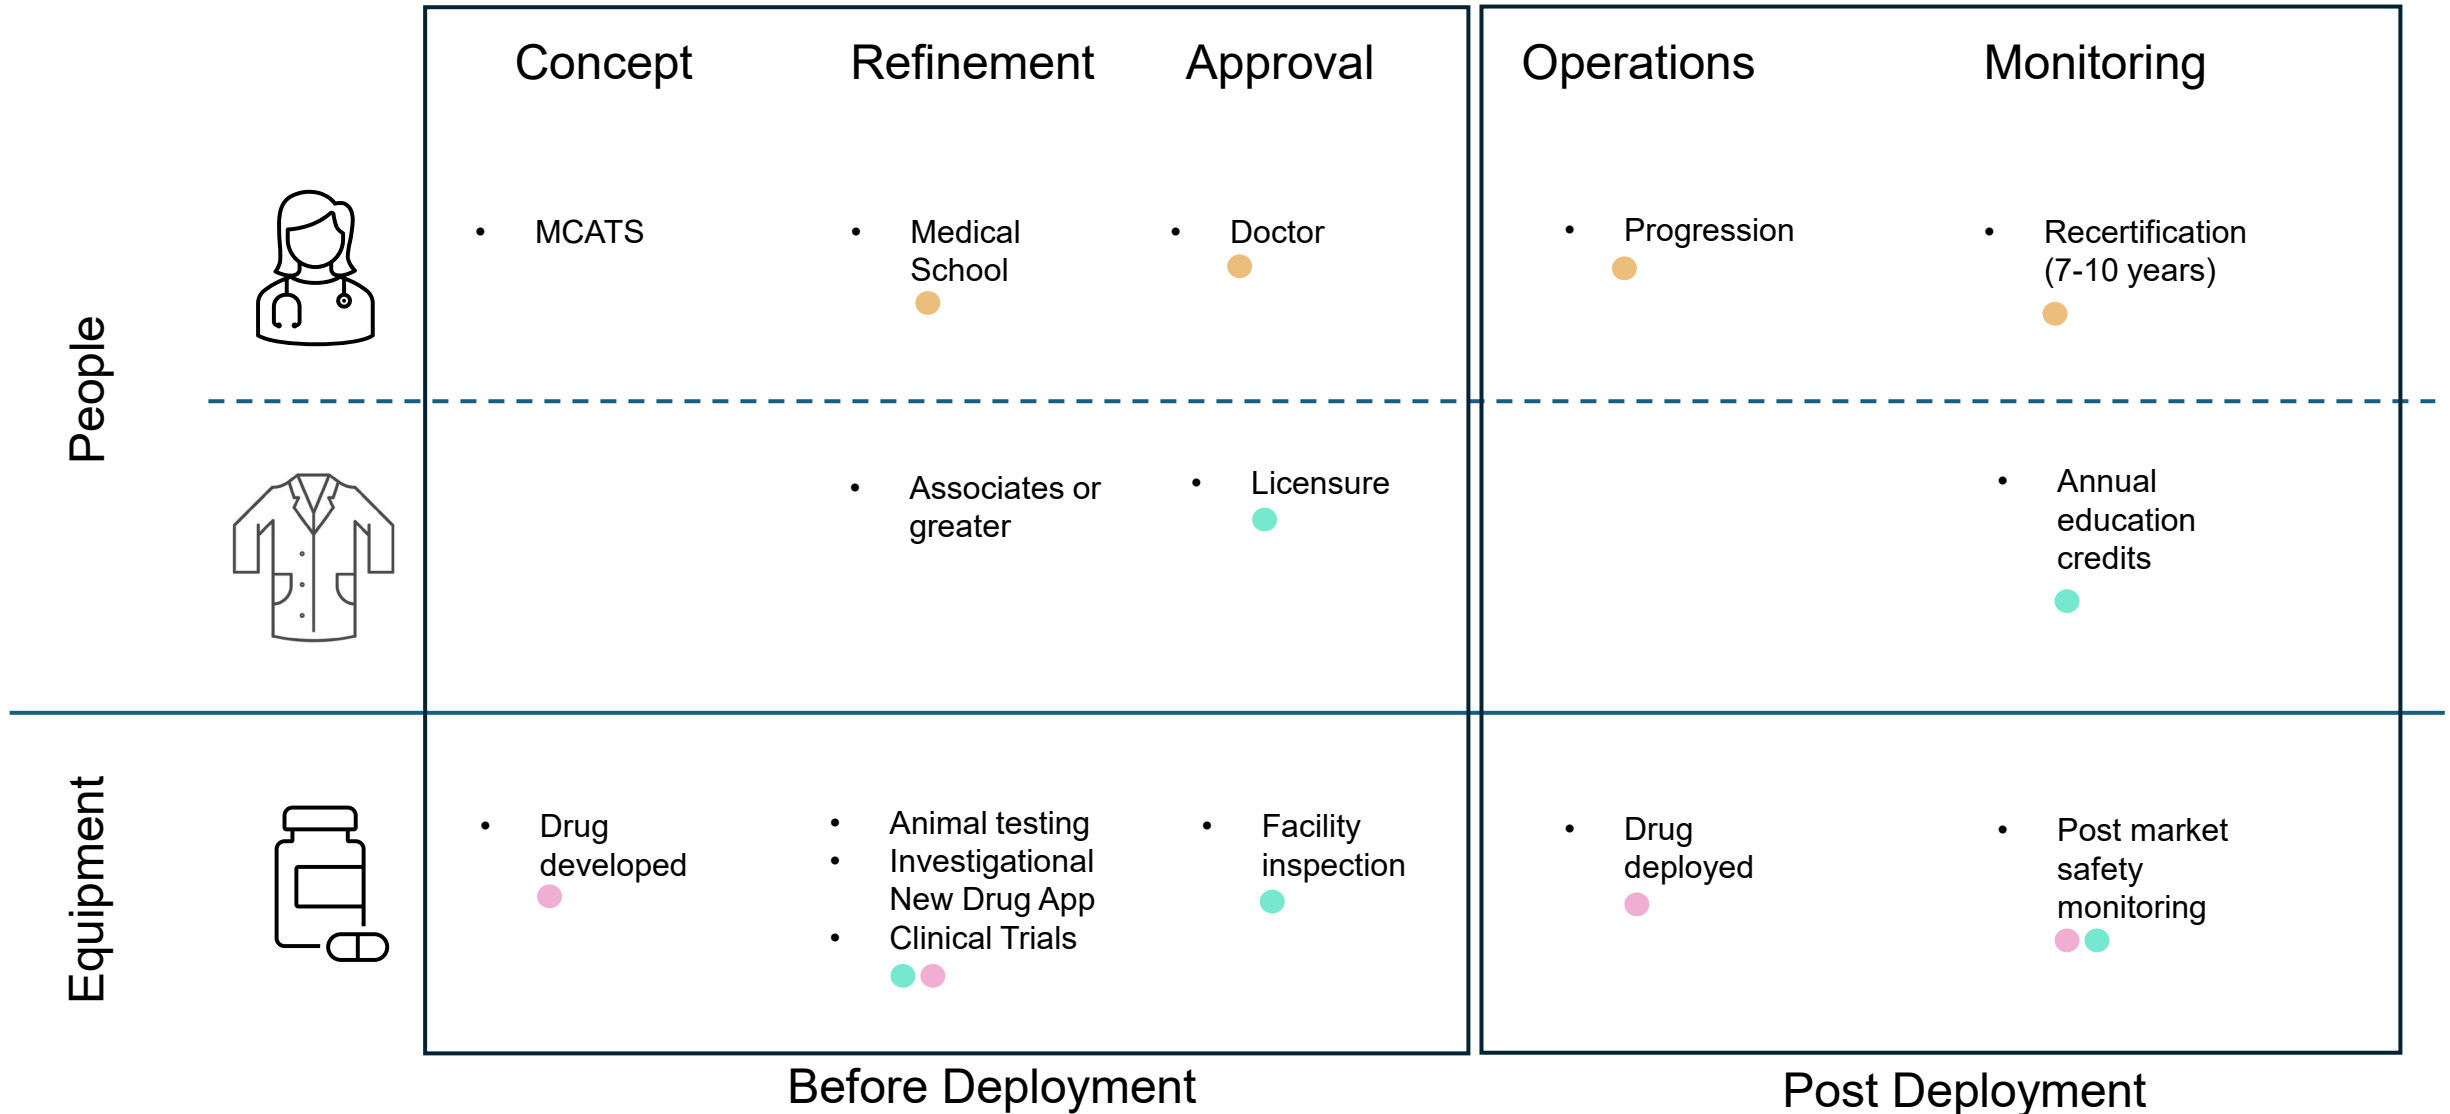 Concept
Refinement
Approval
Operations
Monitoring
People
• MCATS
• Medical
School
• Doctor
• Progression
• Recertification
(7-10 years)
• Associates or
greater
• Licensure
• Annual
education
credits
Equipment
• Drug
developed
• Animal testing
• Investigational
New Drug App
• Clinical Trials
• Facility
inspection
• Drug
deployed
• Post market
safety
monitoring
Before Deployment
Post Deployment